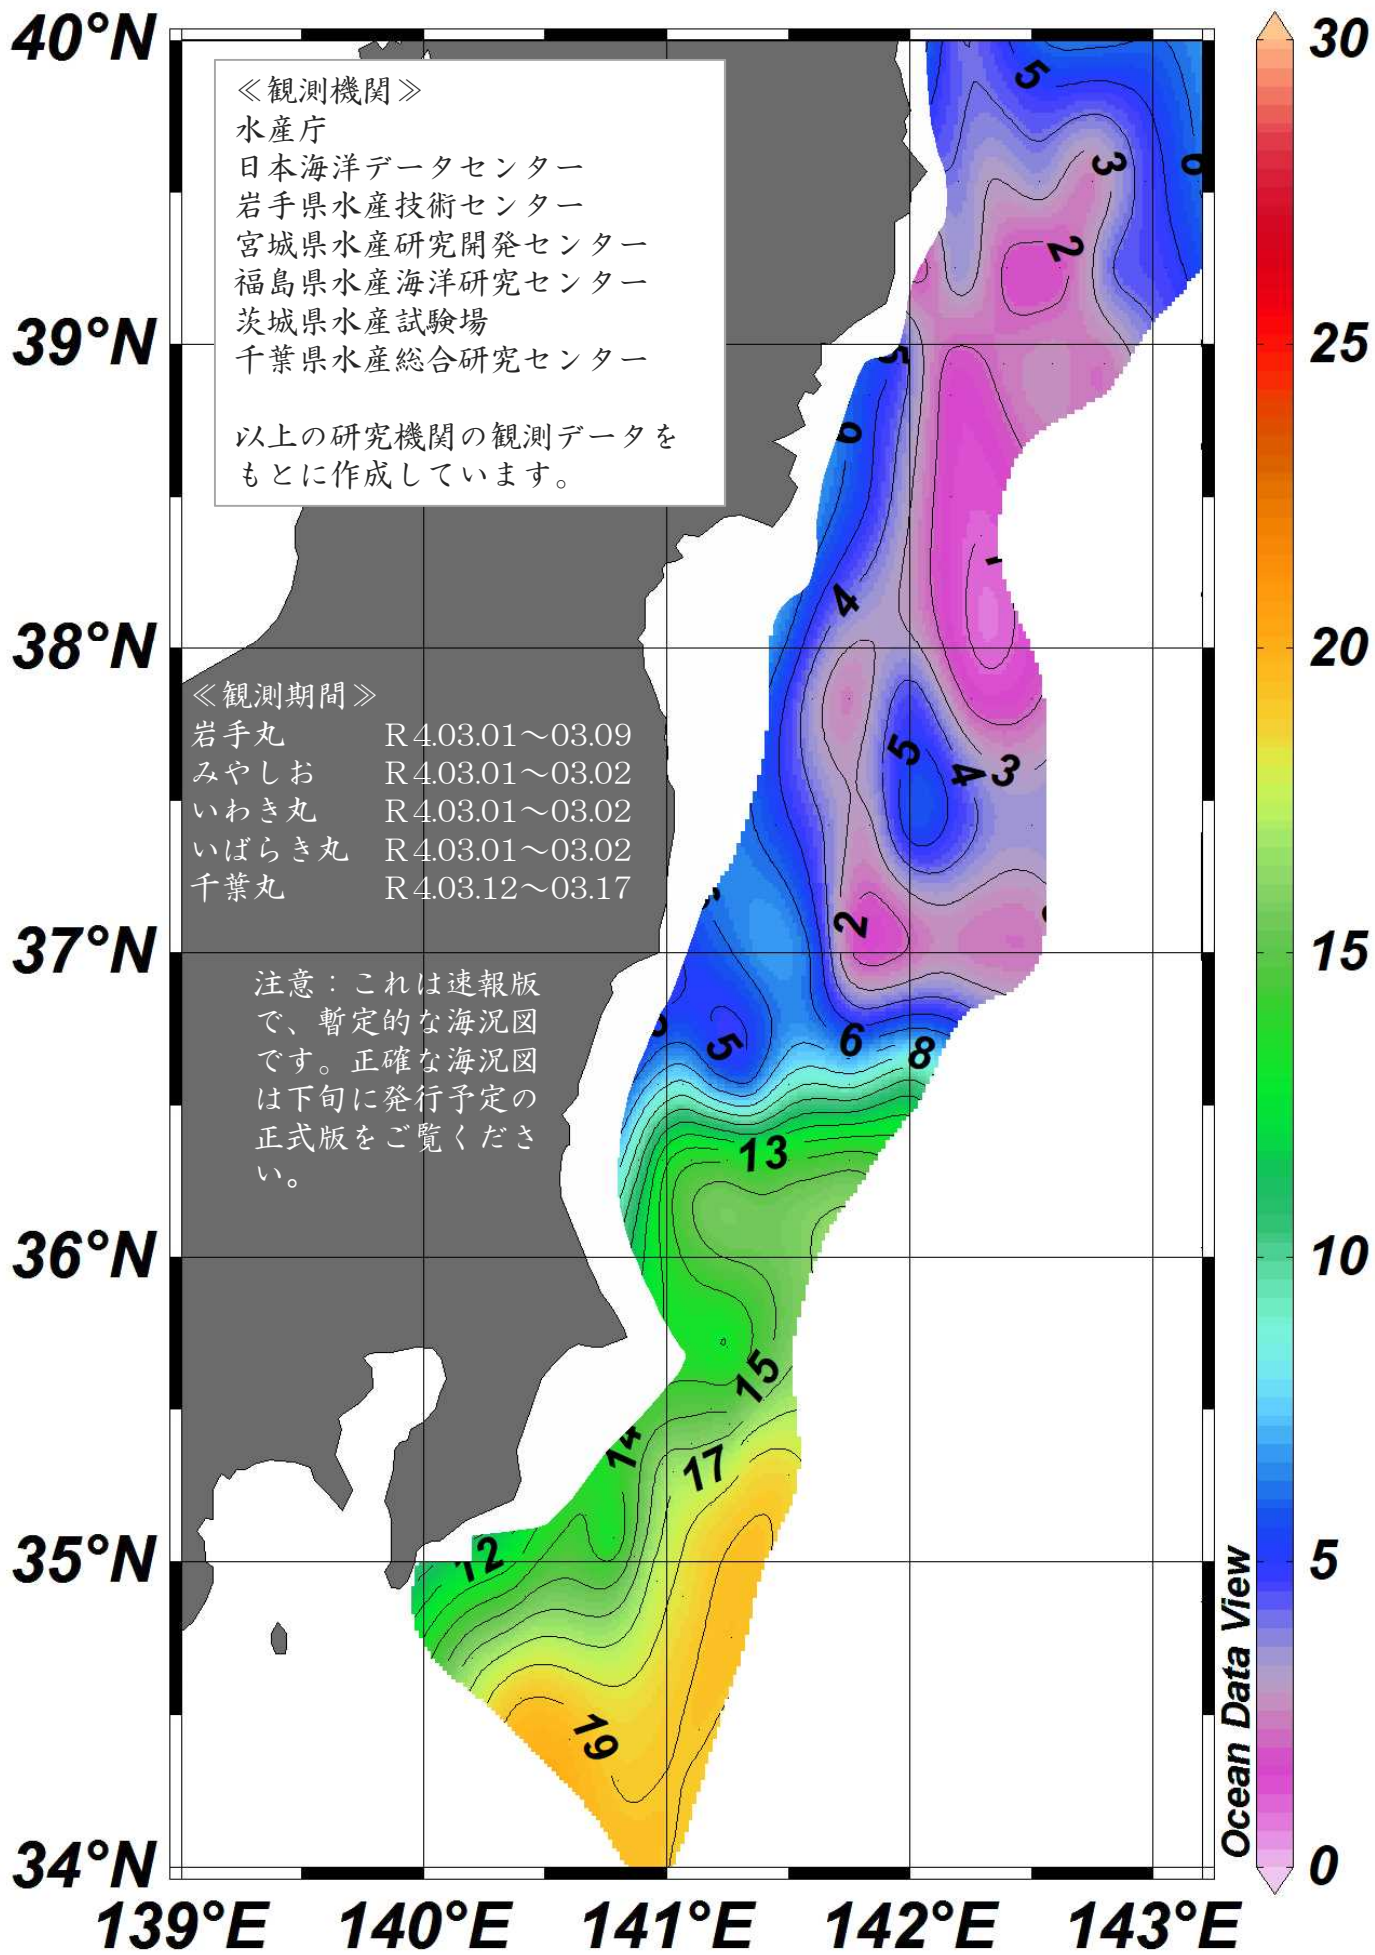 40°N
39°N
38°N
37°N
36°N
35°N
34°N
139°E
140°E
141°E
142°E
143°E
≪観測機関≫
水産庁
日本海洋データセンター
岩手県水産技術センター
宮城県水産研究開発センター
福島県水産海洋研究センター
茨城県水産試験場
千葉県水産総合研究センター
以上の研究機関の観測データを
もとに作成しています。
≪観測期間≫
岩手丸 R4.03.01～03.09
みやしお R4.03.01～03.02
いわき丸 R4.03.01～03.02
いばらき丸 R4.03.01～03.02
千葉丸 R4.03.12～03.17
注意：これは速報版
で、暫定的な海況図
です。正確な海況図
は下旬に発行予定の
正式版をご覧くださ
い。
5
3
2
6
4
5
4
3
2
5
6
8
13
15
14
17
12
19
30
25
20
15
10
5
0
Ocean Data View